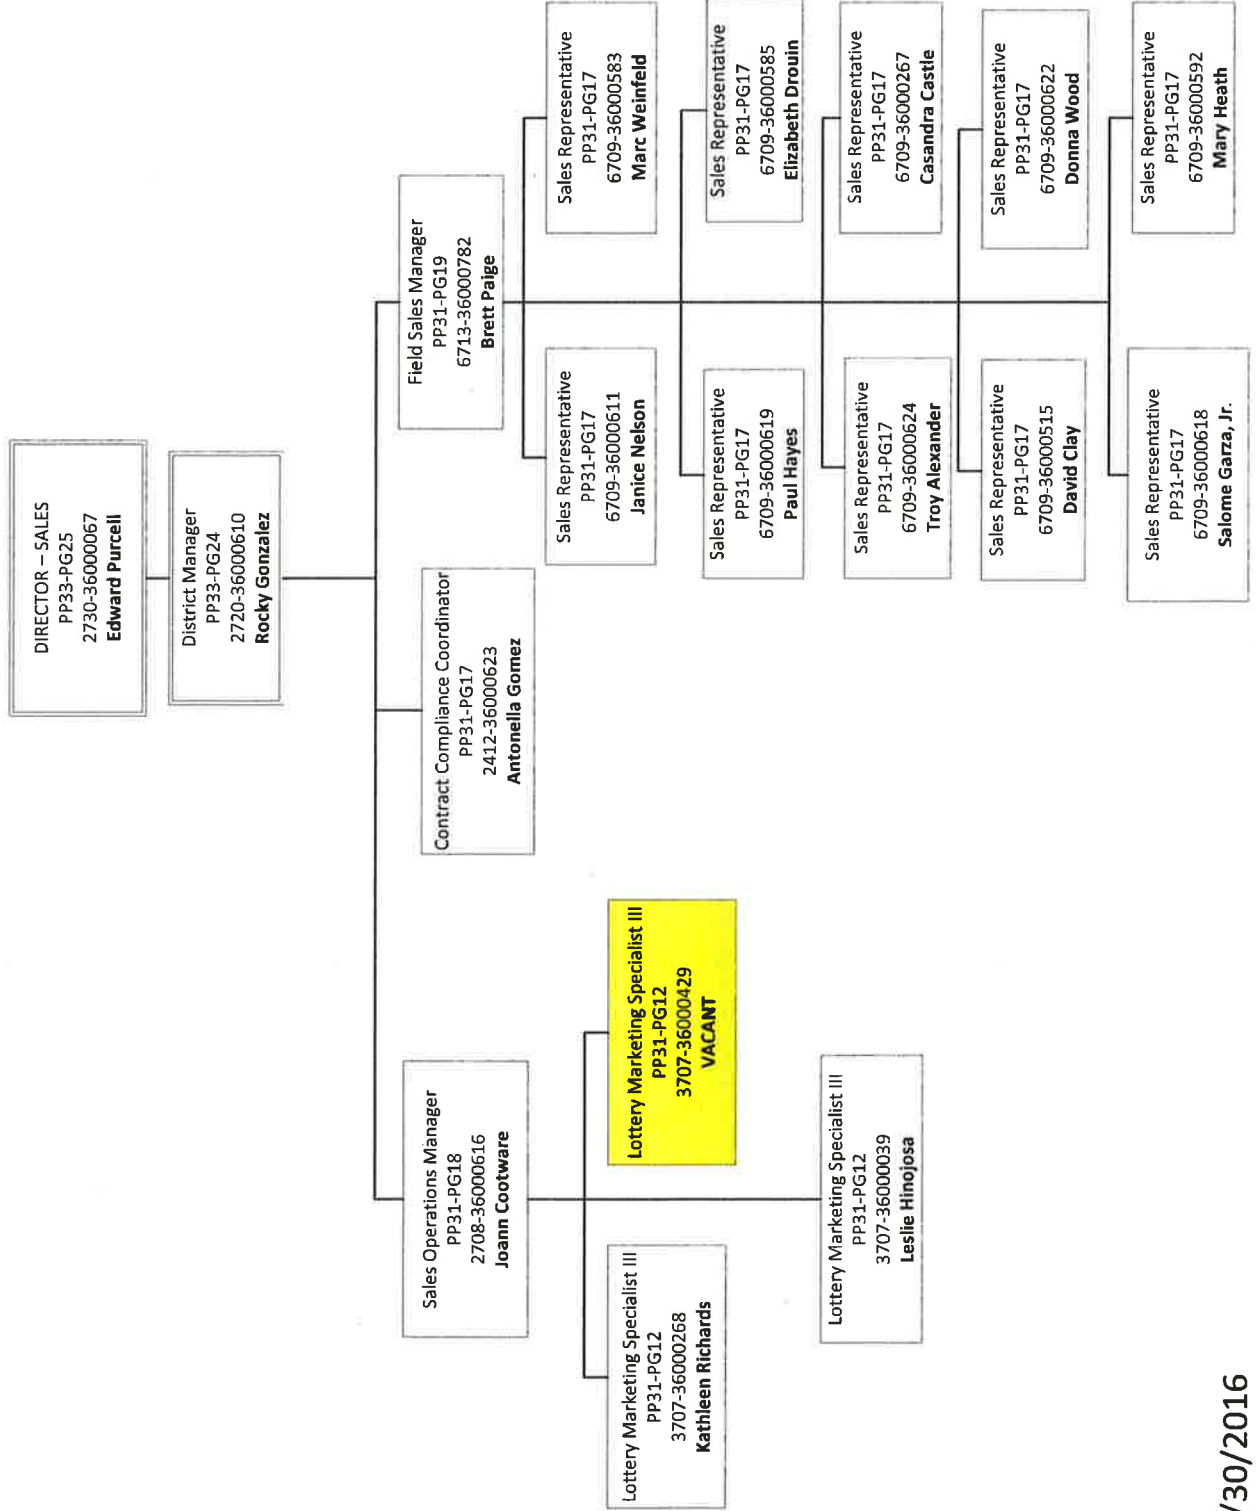 DIRECTOR – SALES
PP33-PG25
2730-36000067
Edward Purcell
District Manager
PP33-PG24
2720-36000610
Rocky Gonzalez
Sales Operations Manager
PP31-PG18
2708-36000616
Joann Cootware
Contract Compliance Coordinator
PP31-PG17
2412-36000623
Antonella Gomez
Field Sales Manager
PP31-PG19
6713-36000782
Brett Paige
Lottery Marketing Specialist III
PP31-PG12
3707-36000268
Kathleen Richards
Lottery Marketing Specialist III
PP31-PG12
3707-36000429
VACANT
Lottery Marketing Specialist III
PP31-PG12
3707-36000039
Leslie Hinojosa
Sales Representative
PP31-PG17
6709-36000611
Janice Nelson
Sales Representative
PP31-PG17
6709-36000583
Marc Weinfeld
Sales Representative
PP31-PG17
6709-36000619
Paul Hayes
Sales Representative
PP31-PG17
6709-36000585
Elizabeth Drouin
Sales Representative
PP31-PG17
6709-36000624
Troy Alexander
Sales Representative
PP31-PG17
6709-36000267
Casandra Castle
Sales Representative
PP31-PG17
6709-36000515
David Clay
Sales Representative
PP31-PG17
6709-36000622
Donna Wood
Sales Representative
PP31-PG17
6709-36000618
Salome Garza, Jr.
Sales Representative
PP31-PG17
6709-36000592
Mary Heath
/30/2016